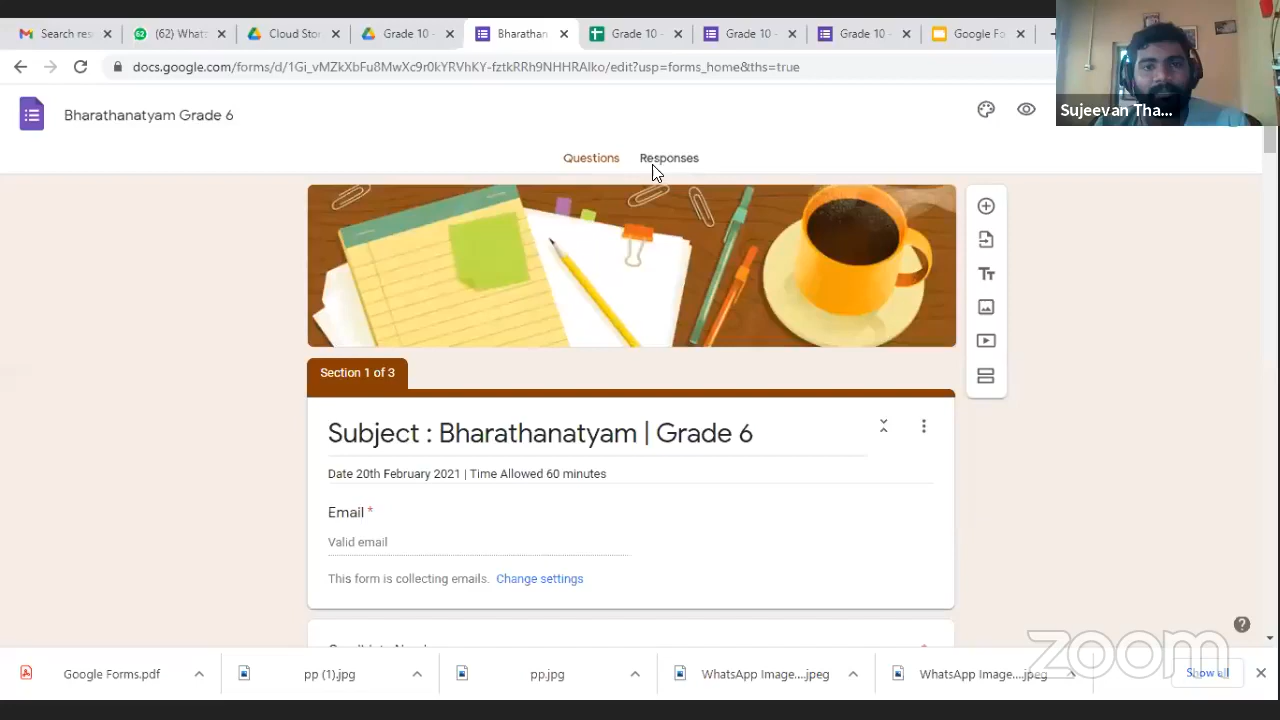 Search res
(62) Whats
Cloud Stor
Grade 10 -
Bharathan
Grade 10 -
Grade 10 -
Grade 10 -
Google Fo
docs.google.com/forms/d/1Gi_vMZkXbFu8MwXc9l0kYRVhKY-fztkRRh9NHHRAlko/edit?usp=forms_home&ths=true
Sujeevan Tha...
Bharathanatyam Grade 6
Questions
Responses
Section 1 of 3
Subject : Bharathanatyam | Grade 6
Date 20th February 2021 | Time Allowed 60 minutes
Email *
Valid email
This form is collecting emails. Change settings
zoom
Google Forms.pdf
pp (1).jpg
pp.jpg
WhatsApp Image....jpeg
WhatsApp Image....jpeg
Show all